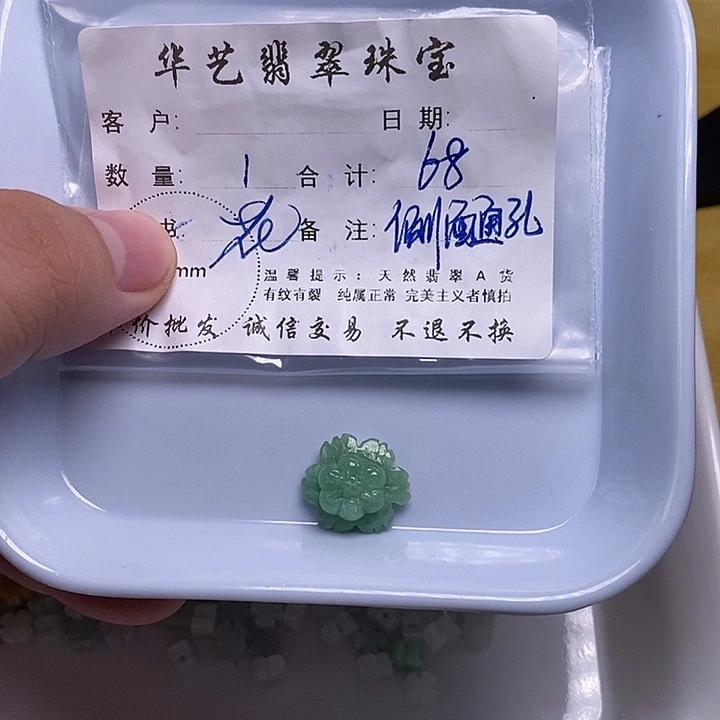 华艺翡翠珠宝
客 户: 日 期:
数 量: 1 合 计: 68
书: 花 备 注: 侧面通孔
mm 温馨提示:天然翡翠A货
有纹有裂 纯属正常 完美主义者慎拍
价批发 诚信交易 不退不换